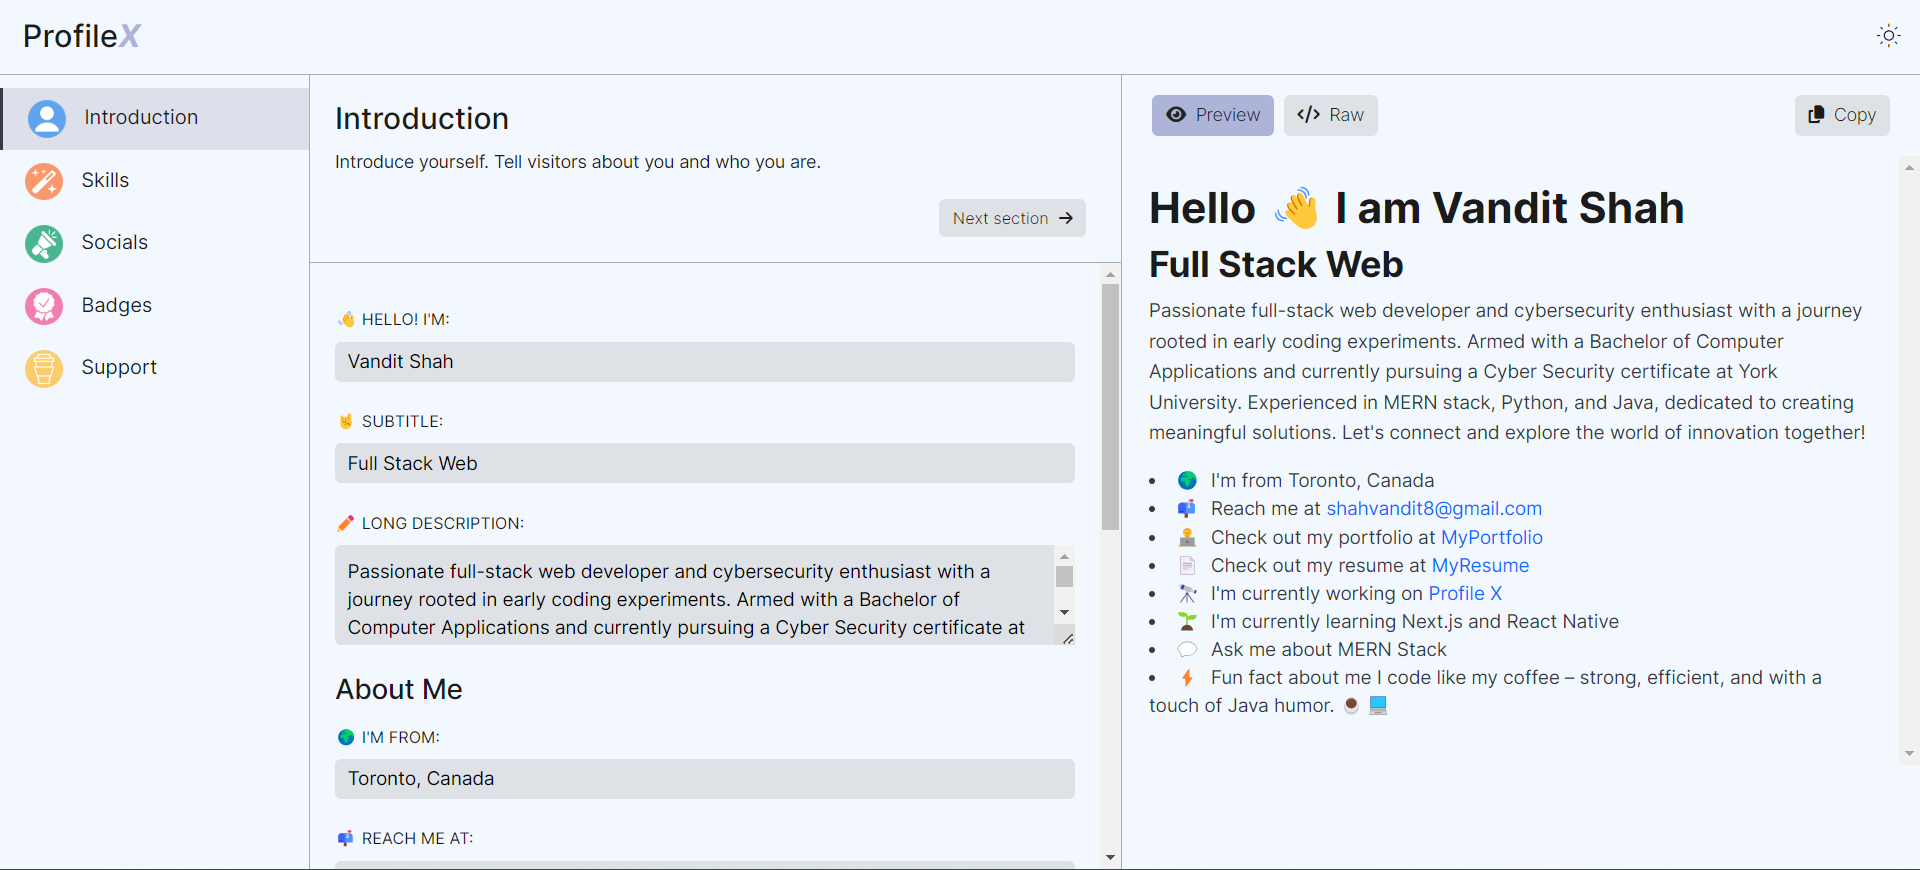 ProfileX
Introduction
Skills
Socials
Badges
Support
Introduction
Introduce yourself. Tell visitors about you and who you are.
Next section →
👋 HELLO! I'M:
Vandit Shah
🤘 SUBTITLE:
Full Stack Web
✏️ LONG DESCRIPTION:
Passionate full-stack web developer and cybersecurity enthusiast with a
journey rooted in early coding experiments. Armed with a Bachelor of
Computer Applications and currently pursuing a Cyber Security certificate at
About Me
🌍 I'M FROM:
Toronto, Canada
📫 REACH ME AT:
Preview
</> Raw
Copy
Hello 👋 I am Vandit Shah
Full Stack Web
Passionate full-stack web developer and cybersecurity enthusiast with a journey
rooted in early coding experiments. Armed with a Bachelor of Computer
Applications and currently pursuing a Cyber Security certificate at York
University. Experienced in MERN stack, Python, and Java, dedicated to creating
meaningful solutions. Let's connect and explore the world of innovation together!
• 🌍 I'm from Toronto, Canada
• 📫 Reach me at shahvandit8@gmail.com
• 🧑‍💻 Check out my portfolio at MyPortfolio
• 📄 Check out my resume at MyResume
• 🔭 I'm currently working on Profile X
• 🌱 I'm currently learning Next.js and React Native
• 💬 Ask me about MERN Stack
• ⚡ Fun fact about me I code like my coffee – strong, efficient, and with a
touch of Java humor. ☕ 💻